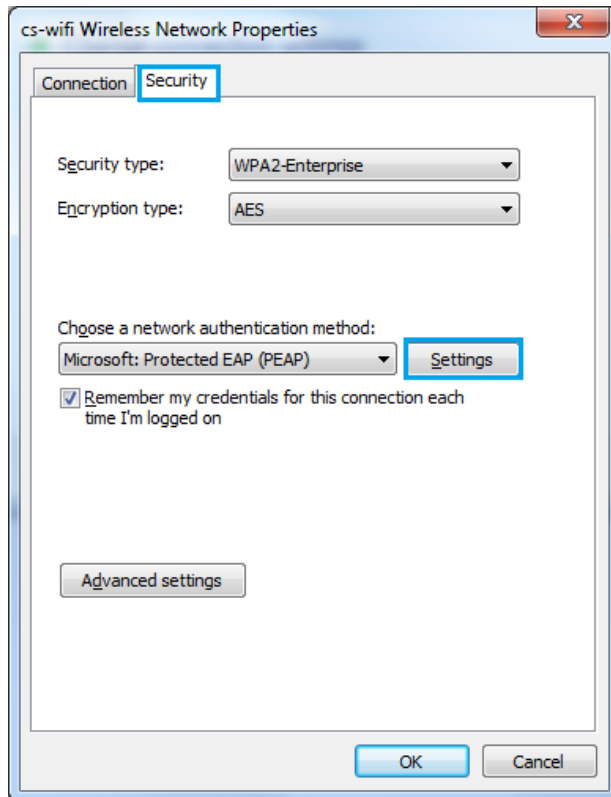 cs-wifi Wireless Network Properties
Connection
Security
Security type:
WPA2-Enterprise
Encryption type:
AES
Choose a network authentication method:
Microsoft: Protected EAP (PEAP)
Settings
Remember my credentials for this connection each
time I'm logged on
Advanced settings
OK
Cancel